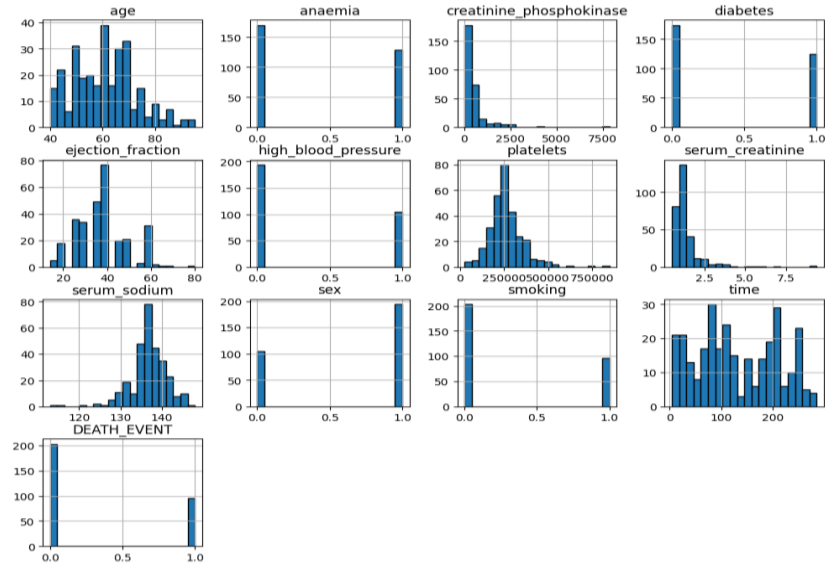 age
anaemia
creatinine_phosphokinase
diabetes
40
30
20
10
0
40 60 80
150
100
50
0
0.0 0.5 1.0
150
100
50
0
0 2500 5000 7500
150
100
50
0
0.0 0.5 1.0
ejection_fraction
high_blood_pressure
platelets
serum_creatinine
80
60
40
20
0
20 40 60 80
200
150
100
50
0
0.0 0.5 1.0
80
60
40
20
0
0 250000 500000 750000
100
50
0
2.5 5.0 7.5
serum_sodium
sex
smoking
time
80
60
40
20
0
120 130 140
200
150
100
50
0
0.0 0.5 1.0
200
150
100
50
0
0.0 0.5 1.0
30
20
10
0
0 100 200
DEATH_EVENT
200
150
100
50
0
0.0 0.5 1.0